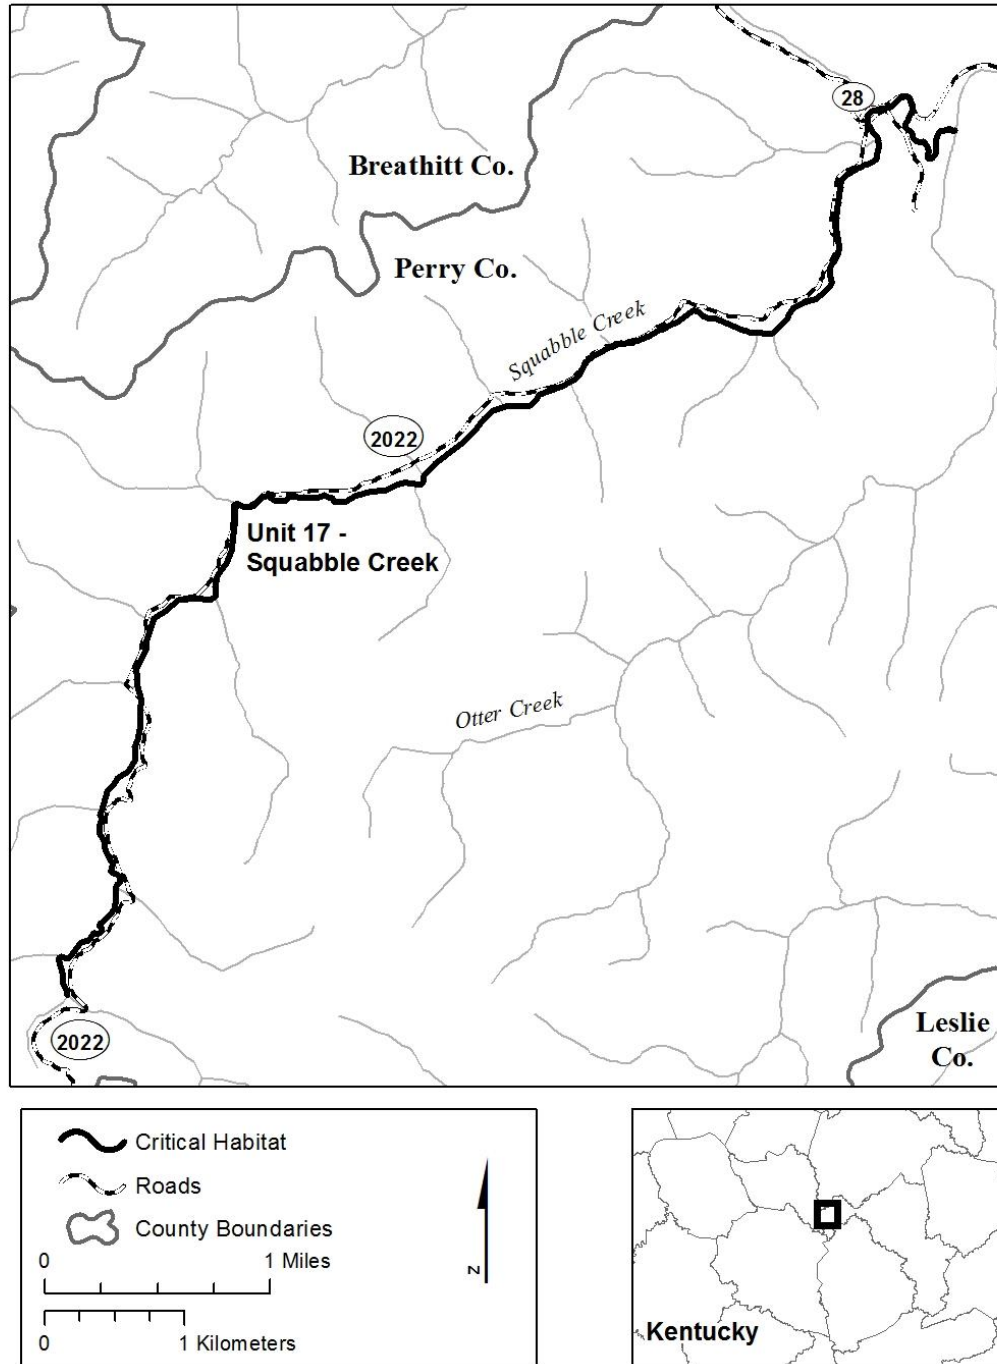 28
Breathitt Co.
Perry Co.
Squabble Creek
2022
Unit 17 -
Squabble Creek
Otter Creek
Leslie
Co.
2022
Critical Habitat
Roads
County Boundaries
0 1 Miles
0 1 Kilometers
N
Kentucky